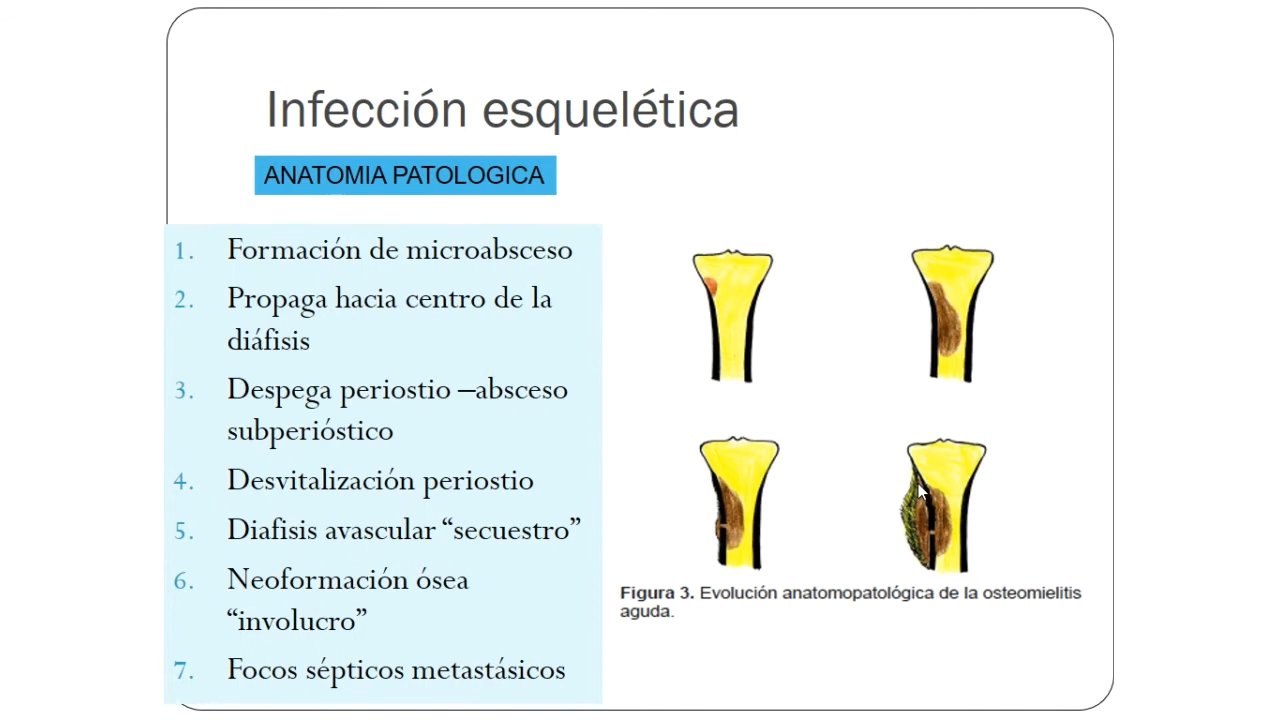 Infección esquelética
ANATOMIA PATOLOGICA
1. Formación de microabsceso
2. Propaga hacia centro de la
diáfisis
3. Despega periostio –absceso
subperióstico
4. Desvitalización periostio
5. Diafisis avascular “secuestro”
6. Neoformación ósea
“involucro”
7. Focos sépticos metastásicos
Figura 3. Evolución anatomopatológica de la osteomielitis
aguda.